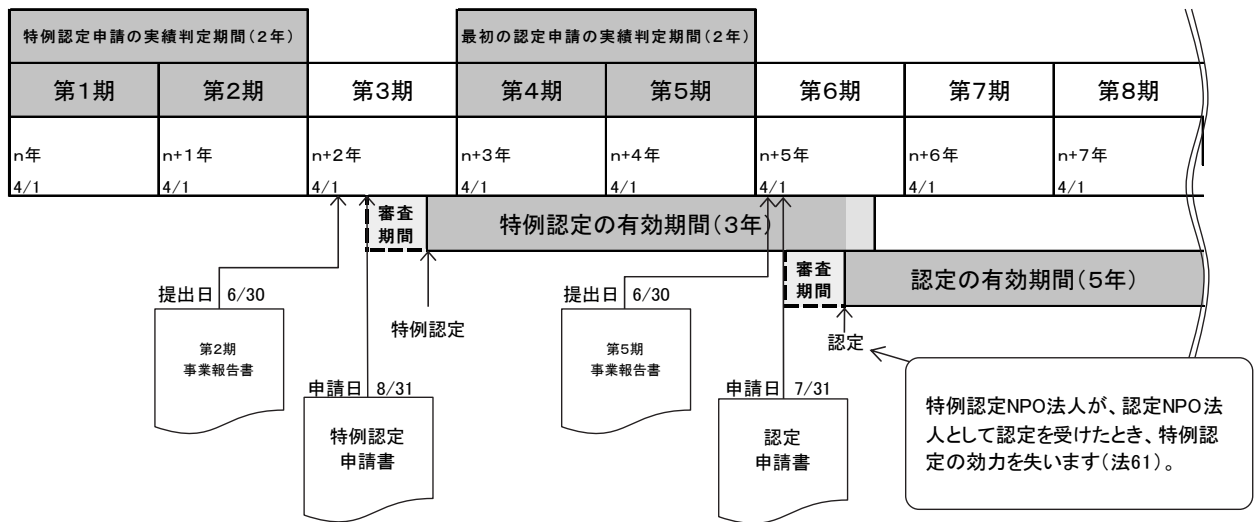 特例認定申請の実績判定期間（2年）
最初の認定申請の実績判定期間（2年）
第1期
第2期
第3期
第4期
第5期
第6期
第7期
第8期
n年
n+1年
n+2年
n+3年
n+4年
n+5年
n+6年
n+7年
4/1
4/1
4/1
4/1
4/1
4/1
4/1
4/1
審査
期間
特例認定の有効期間（3年）
審査
期間
認定の有効期間（5年）
提出日 6/30
第2期
事業報告書
特例認定
申請日 8/31
特例認定
申請書
提出日 6/30
第5期
事業報告書
認定
申請日 7/31
認定
申請書
特例認定NPO法人が、認定NPO法
人として認定を受けたとき、特例認
定の効力を失います（法61）。